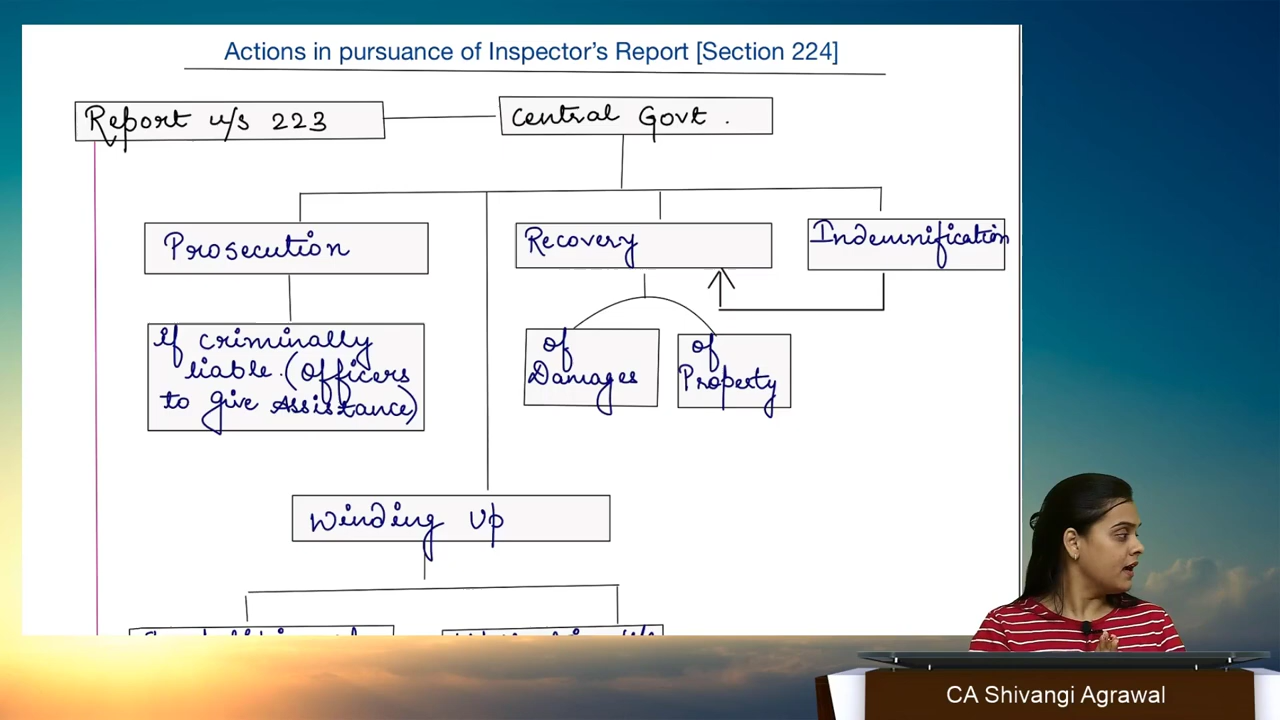 Actions in pursuance of Inspector's Report [Section 224]
Report u/s 223
Central Govt.
Prosecution
Recovery
Indemnification
If criminally
liable. (Officers
to give Assistance)
of
Damages
of
Property
Winding Up
CA Shivangi Agrawal